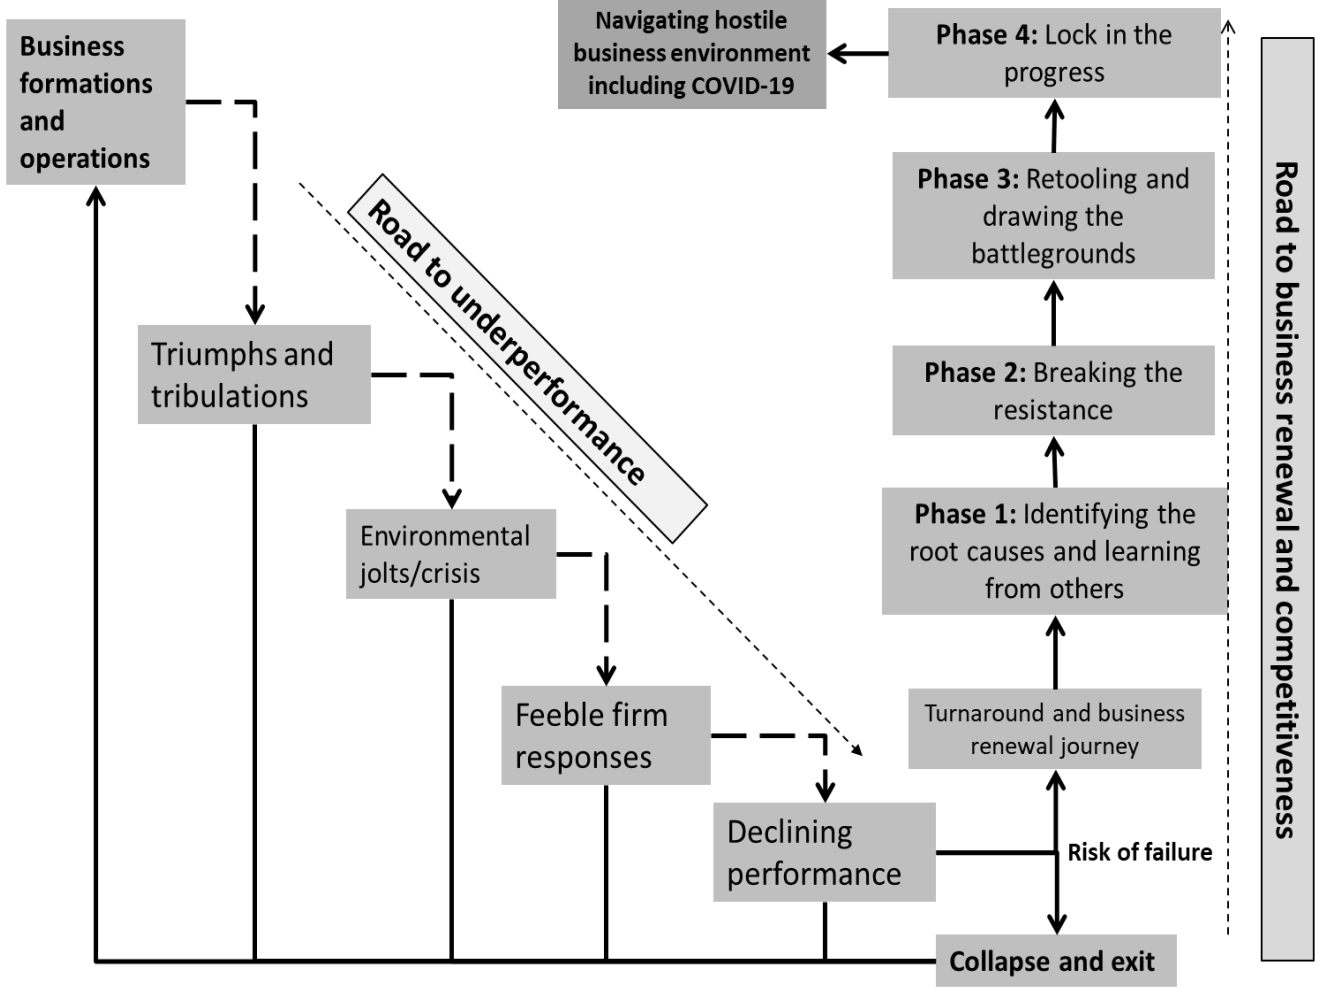 Business
formations
and
operations
Triumphs and
tribulations
Environmental
jolts/crisis
Feeble firm
responses
Declining
performance
Road to underperformance
Navigating hostile
business environment
including COVID-19
Phase 4: Lock in the
progress
Phase 3: Retooling and
drawing the
battlegrounds
Phase 2: Breaking the
resistance
Phase 1: Identifying the
root causes and learning
from others
Turnaround and business
renewal journey
Risk of failure
Collapse and exit
Road to business renewal and competitiveness